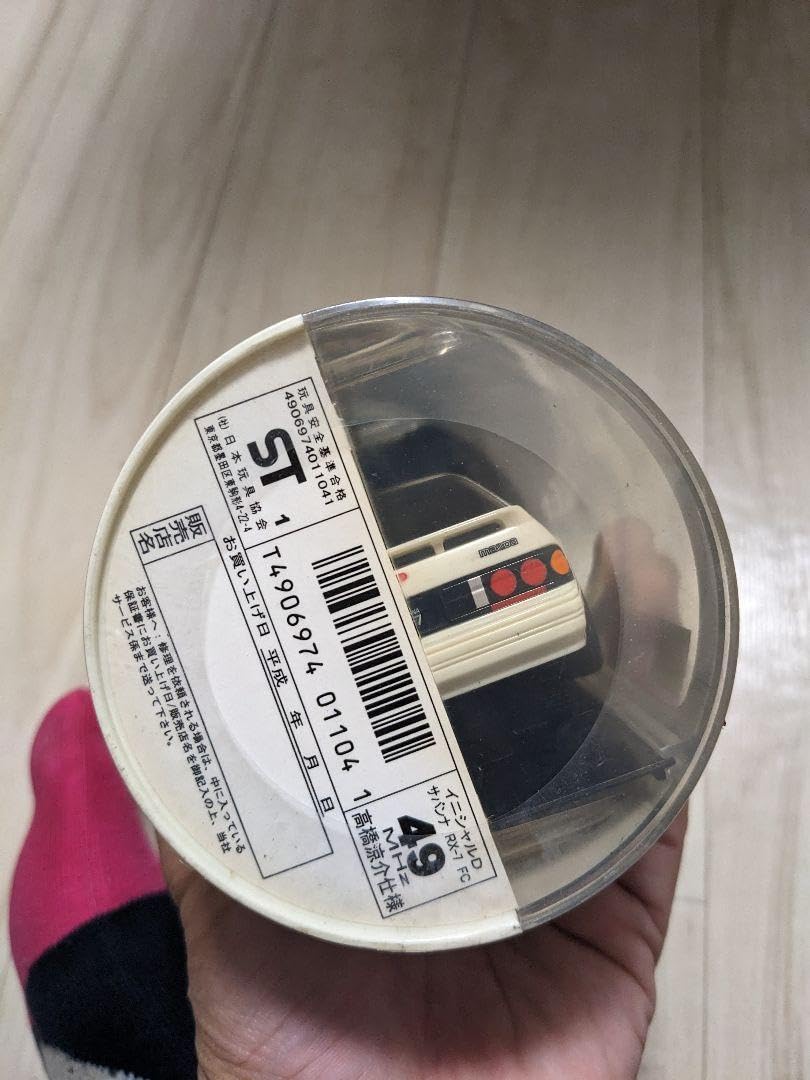 玩具安全基準合格
4906974011041
ST 1
(社)日本玩具協会
東京都墨田区東駒形4-22-4
T4906974 01104 1
お買い上げ日 平成 年 月 日
販売店名
お客様へ:修理を依頼される場合は、中に入っている
保証書にお買い上げ日/販売店名を御記入の上、当社
サービス係まで送って下さい。
イニシャルD
サバンナ RX-7 FC
49
MHz
高橋涼介仕様
mazda